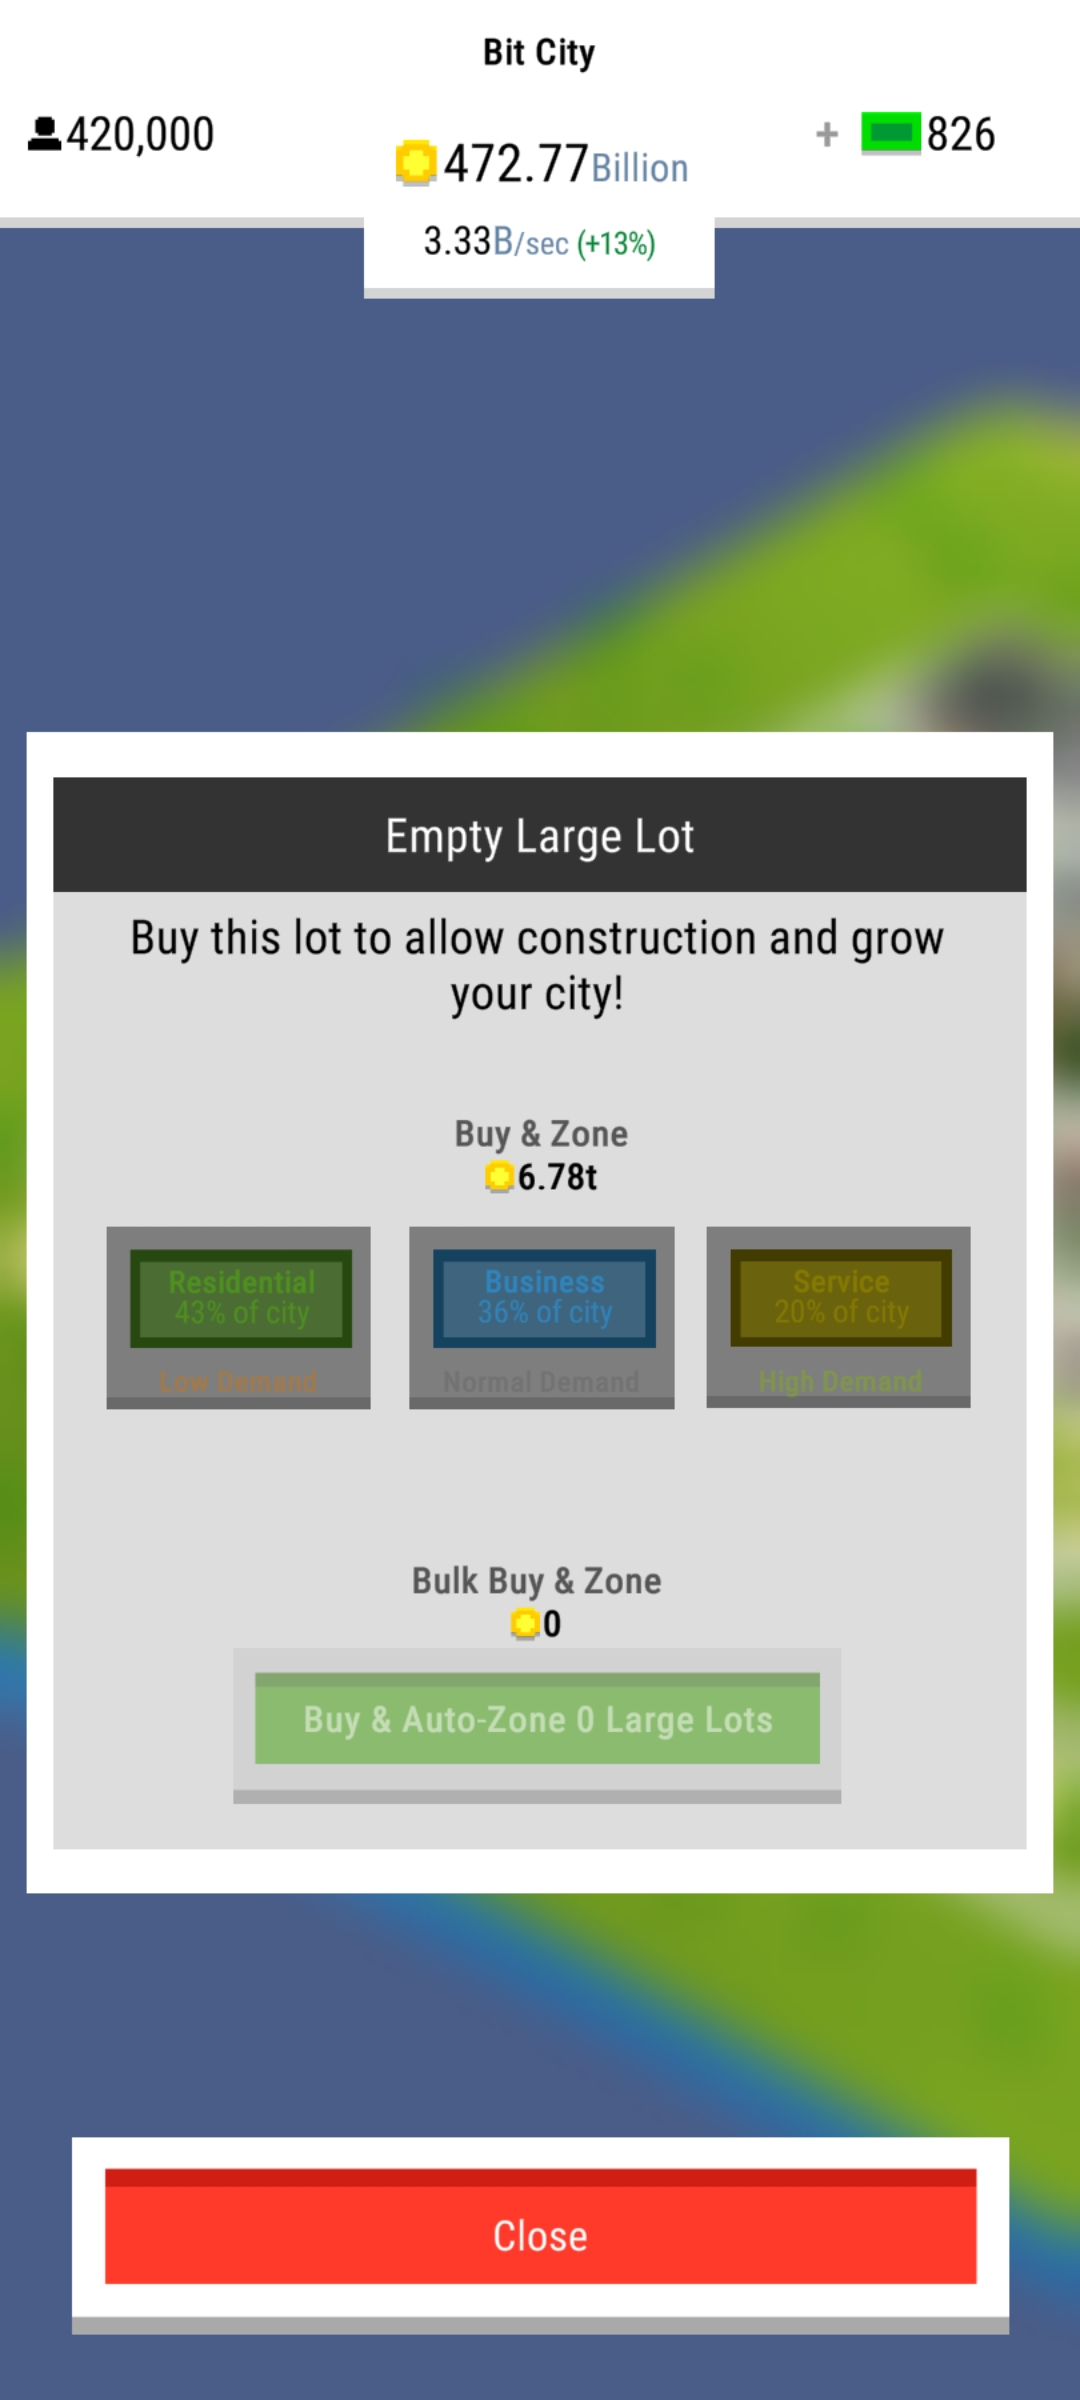 Bit City
420,000
472.77Billion
+ 826
3.33B/sec (+13%)
Empty Large Lot
Buy this lot to allow construction and grow
your city!
Buy & Zone
6.78t
Residential
43% of city
Low Demand
Business
36% of city
Normal Demand
Service
20% of city
High Demand
Bulk Buy & Zone
0
Buy & Auto-Zone 0 Large Lots
Close